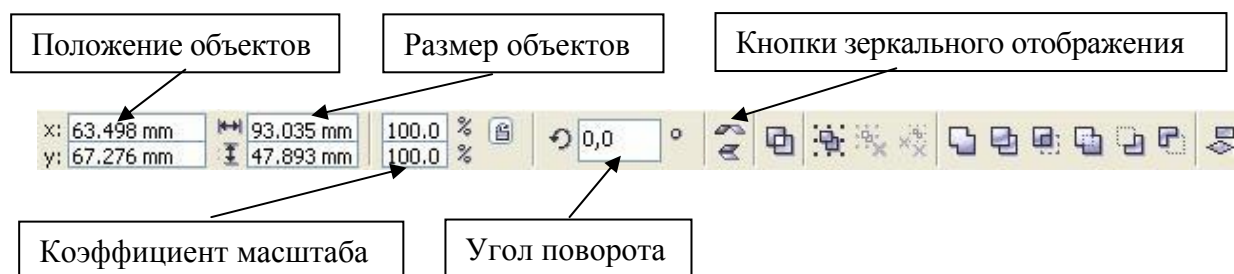 Положение объектов
Размер объектов
Кнопки зеркального отображения
x: 63.498 mm 93.035 mm 100.0 % 0,0 °
y: 67.276 mm 47.893 mm 100.0 %
Коэффициент масштаба
Угол поворота